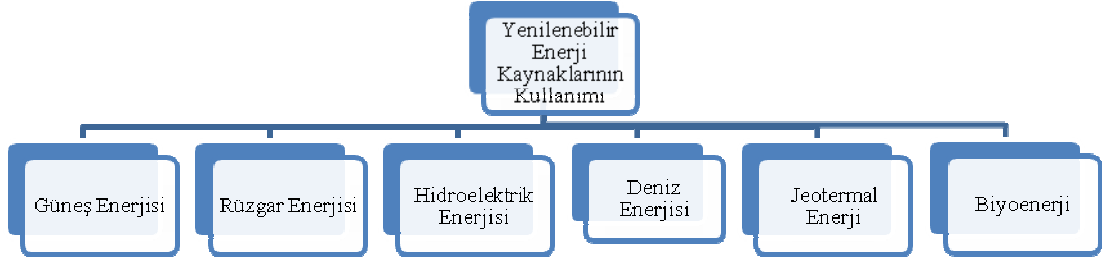 Yenilenebilir
Enerji
Kaynaklarının
Kullanımı
Güneş Enerjisi
Rüzgar Enerjisi
Hidroelektrik
Enerjisi
Deniz
Enerjisi
Jeotermal
Enerji
Biyoenerji